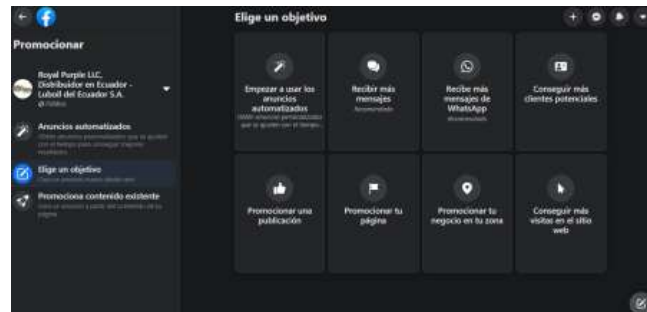 Promocionar
Royal Purple LLC,
Distribuidor en Ecuador -
Luboil del Ecuador S.A.
Público
Anuncios automatizados
Elige un objetivo
Promociona contenido existente
Elige un objetivo
Empezar a usar los
anuncios
automatizados
Recibir más
mensajes
Recomendado
Recibe más
mensajes de
WhatsApp
Recomendado
Conseguir más
clientes potenciales
Promocionar una
publicación
Promocionar tu
página
Promocionar tu
negocio en tu zona
Conseguir más
visitas en el sitio
web